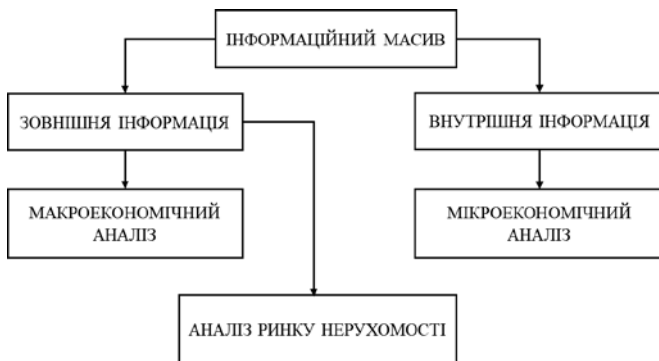 ІНФОРМАЦІЙНИЙ МАСИВ
ЗОВНІШНЯ ІНФОРМАЦІЯ
ВНУТРІШНЯ ІНФОРМАЦІЯ
МАКРОЕКОНОМІЧНИЙ
АНАЛІЗ
МІКРОЕКОНОМІЧНИЙ
АНАЛІЗ
АНАЛІЗ РИНКУ НЕРУХОМОСТІ